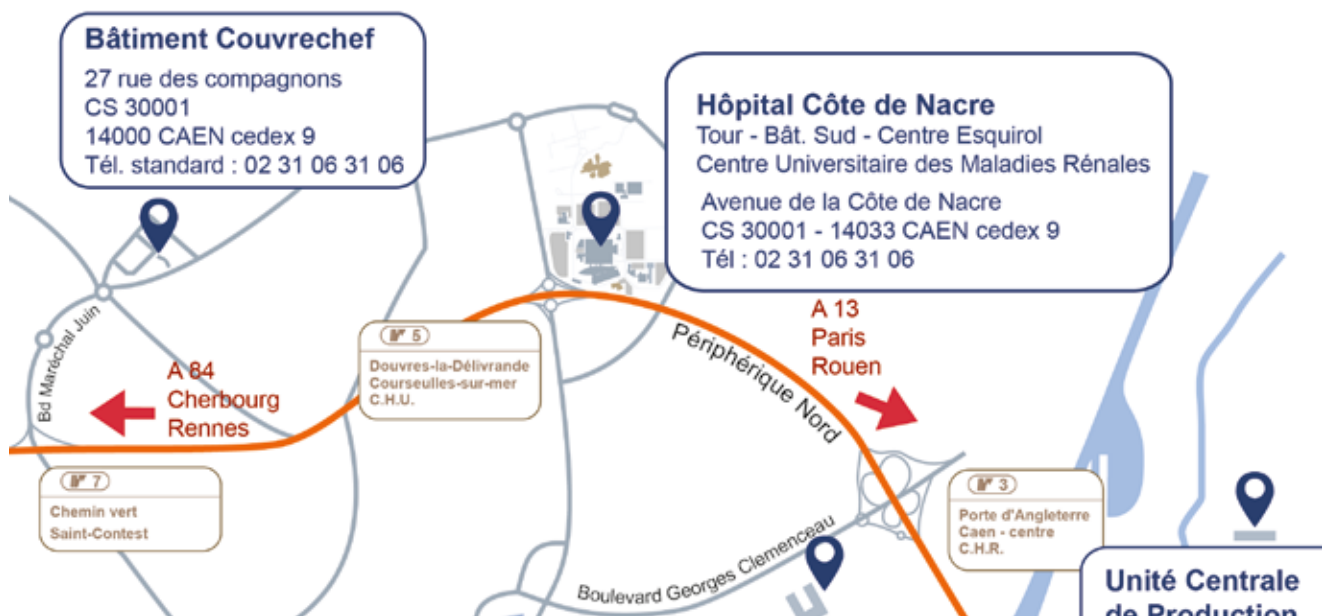 Bâtiment Couvrechef
27 rue des compagnons
CS 30001
14000 CAEN cedex 9
Tél. standard : 02 31 06 31 06
Hôpital Côte de Nacre
Tour - Bât. Sud - Centre Esquirol
Centre Universitaire des Maladies Rénales
Avenue de la Côte de Nacre
CS 30001 - 14033 CAEN cedex 9
Tél : 02 31 06 31 06
Bd Maréchal Juin
A 84
Cherbourg
Rennes
5
Douvres-la-Délivrande
Courseulles-sur-mer
C.H.U.
Périphérique Nord
A 13
Paris
Rouen
7
Chemin vert
Saint-Contest
3
Porte d'Angleterre
Caen - centre
C.H.R.
Boulevard Georges Clemenceau
Unité Centrale
de Production